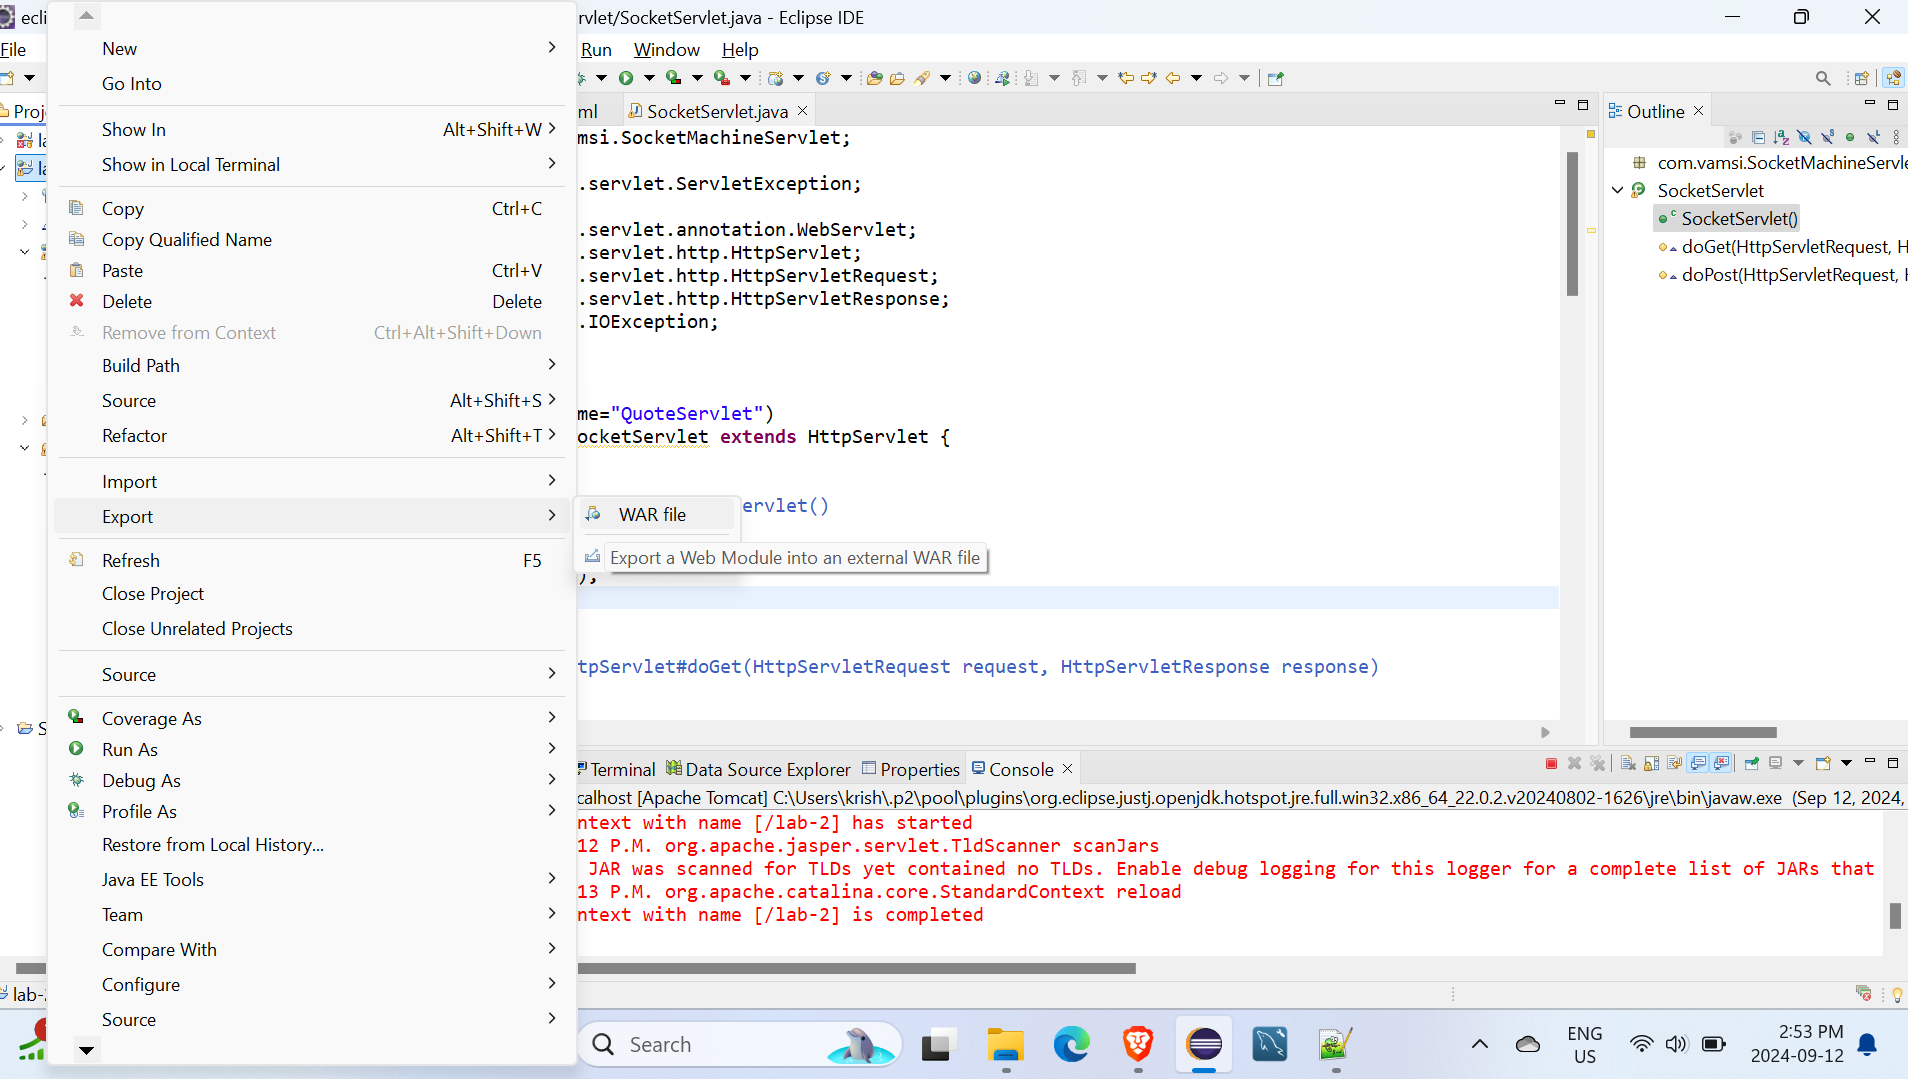 ecli
rvlet/SocketServlet.java - Eclipse IDE
File
Run Window Help
New
Go Into
Show In Alt+Shift+W
Show in Local Terminal
Copy Ctrl+C
Copy Qualified Name
Paste Ctrl+V
Delete Delete
Remove from Context Ctrl+Alt+Shift+Down
Build Path
Source Alt+Shift+S
Refactor Alt+Shift+T
Import
Export
Refresh F5
Close Project
Close Unrelated Projects
Source
Coverage As
Run As
Debug As
Profile As
Restore from Local History...
Java EE Tools
Team
Compare With
Configure
Source
WAR file
Export a Web Module into an external WAR file
Proj
la
la
S
lab-
ml
SocketServlet.java
msi.SocketMachineServlet;
.servlet.ServletException;
.servlet.annotation.WebServlet;
.servlet.http.HttpServlet;
.servlet.http.HttpServletRequest;
.servlet.http.HttpServletResponse;
.IOException;
me="QuoteServlet")
ocketServlet extends HttpServlet {
ervlet()
);
tpServlet#doGet(HttpServletRequest request, HttpServletResponse response)
Outline
com.vamsi.SocketMachineServle
SocketServlet
SocketServlet()
doGet(HttpServletRequest, H
doPost(HttpServletRequest, H
Terminal Data Source Explorer Properties Console
calhost [Apache Tomcat] C:\Users\krish\.p2\pool\plugins\org.eclipse.justj.openjdk.hotspot.jre.full.win32.x86_64_22.0.2.v20240802-1626\jre\bin\javaw.exe (Sep 12, 2024,
ntext with name [/lab-2] has started
12 P.M. org.apache.jasper.servlet.TldScanner scanJars
JAR was scanned for TLDs yet contained no TLDs. Enable debug logging for this logger for a complete list of JARs that
13 P.M. org.apache.catalina.core.StandardContext reload
ntext with name [/lab-2] is completed
Search
ENG
US
2:53 PM
2024-09-12